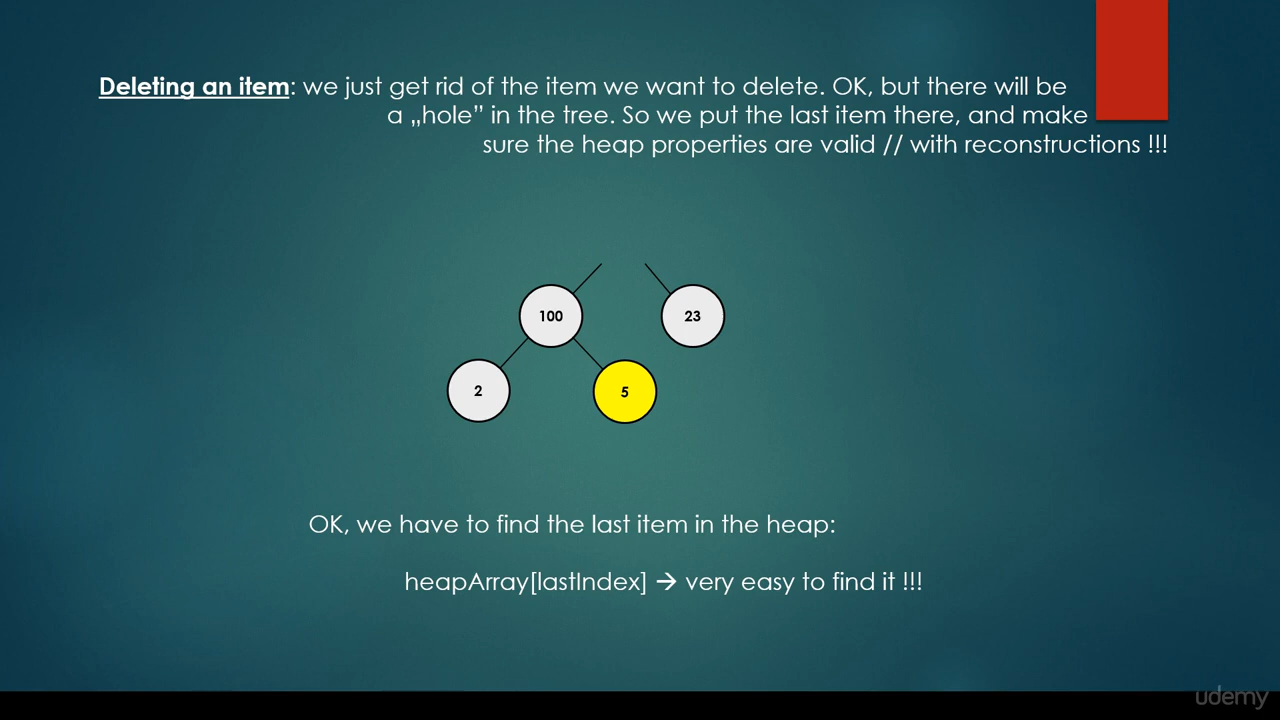 Deleting an item: we just get rid of the item we want to delete. OK, but there will be
a „hole” in the tree. So we put the last item there, and make
sure the heap properties are valid // with reconstructions !!!
100
23
2
5
OK, we have to find the last item in the heap:
heapArray[lastIndex] → very easy to find it !!!
udemy